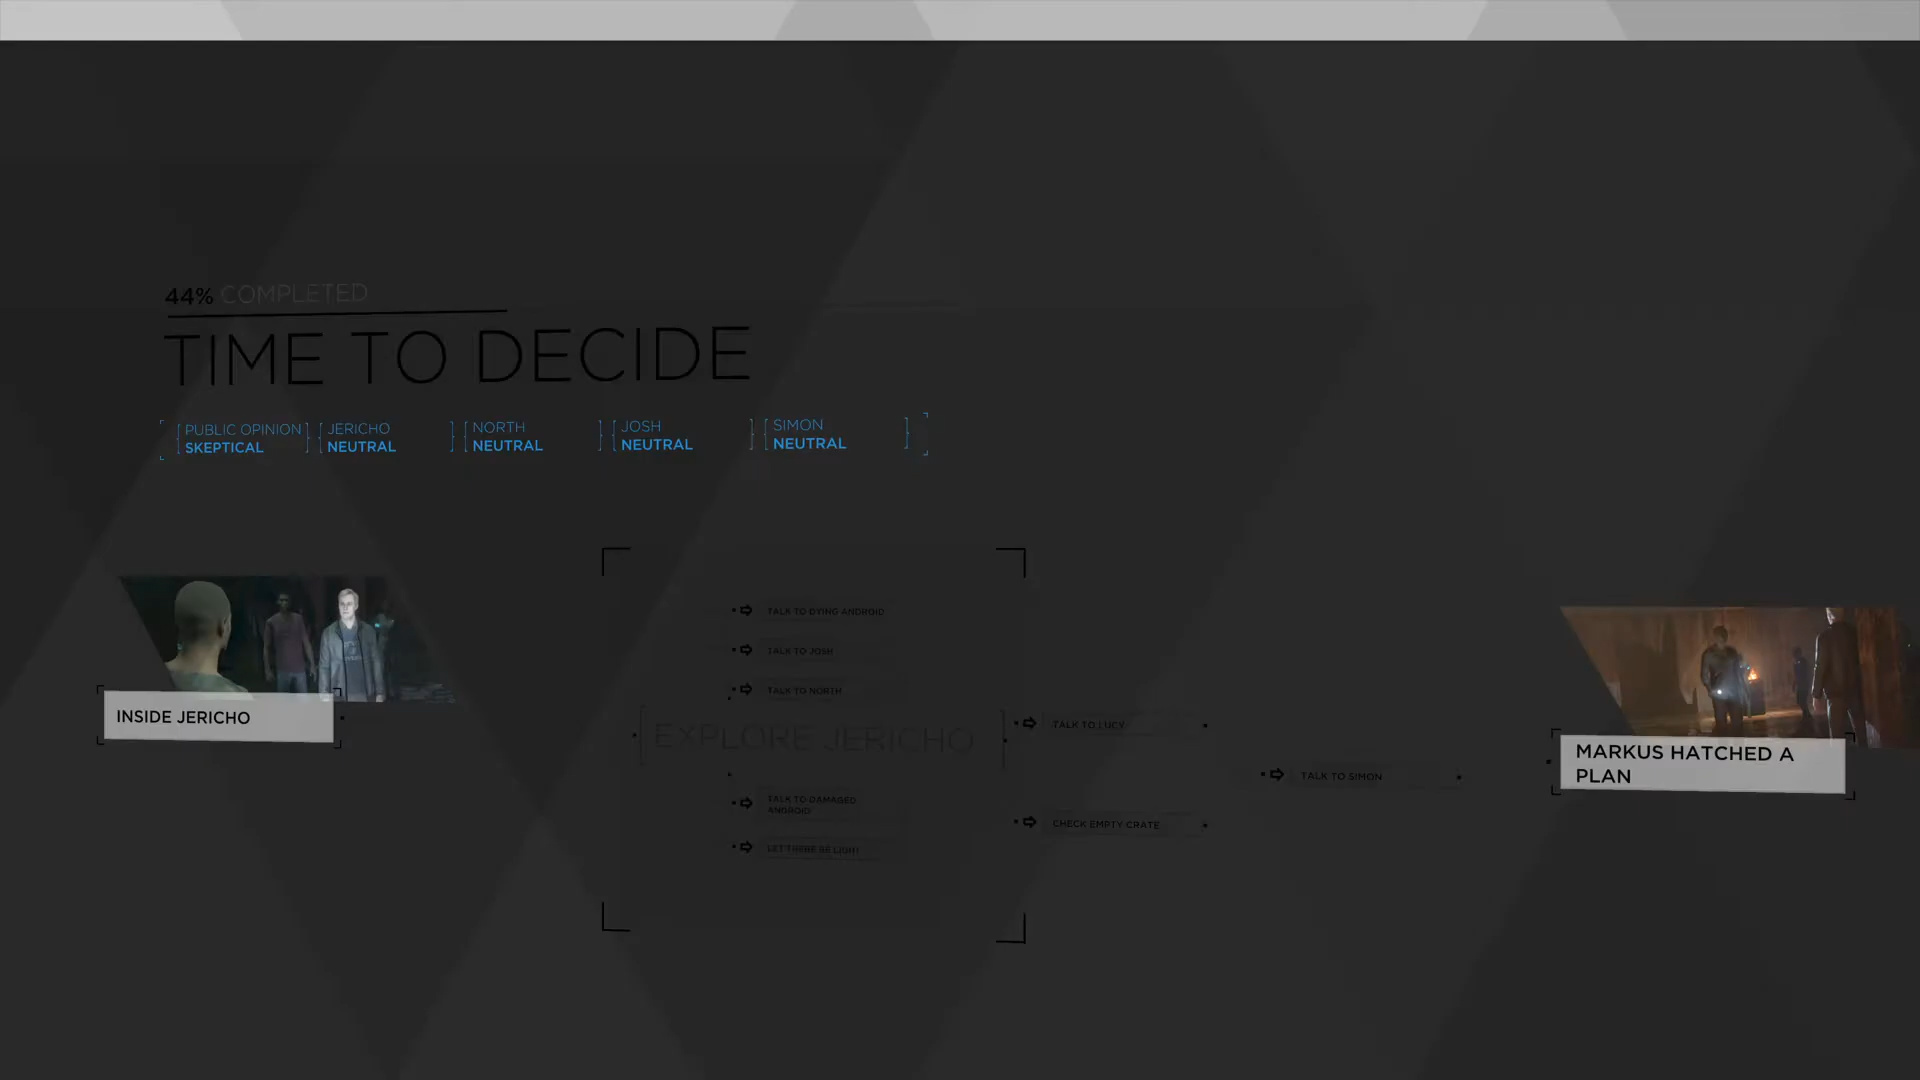 44% COMPLETED
TIME TO DECIDE
PUBLIC OPINION
SKEPTICAL
JERICHO
NEUTRAL
NORTH
NEUTRAL
JOSH
NEUTRAL
SIMON
NEUTRAL
INSIDE JERICHO
TALK TO DYING ANDROID
TALK TO JOSH
TALK TO NORTH
EXPLORE JERICHO
TALK TO DAMAGED
ANDROID
LET THERE BE LIGHT
TALK TO LUCY
CHECK EMPTY CRATE
TALK TO SIMON
MARKUS HATCHED A
PLAN